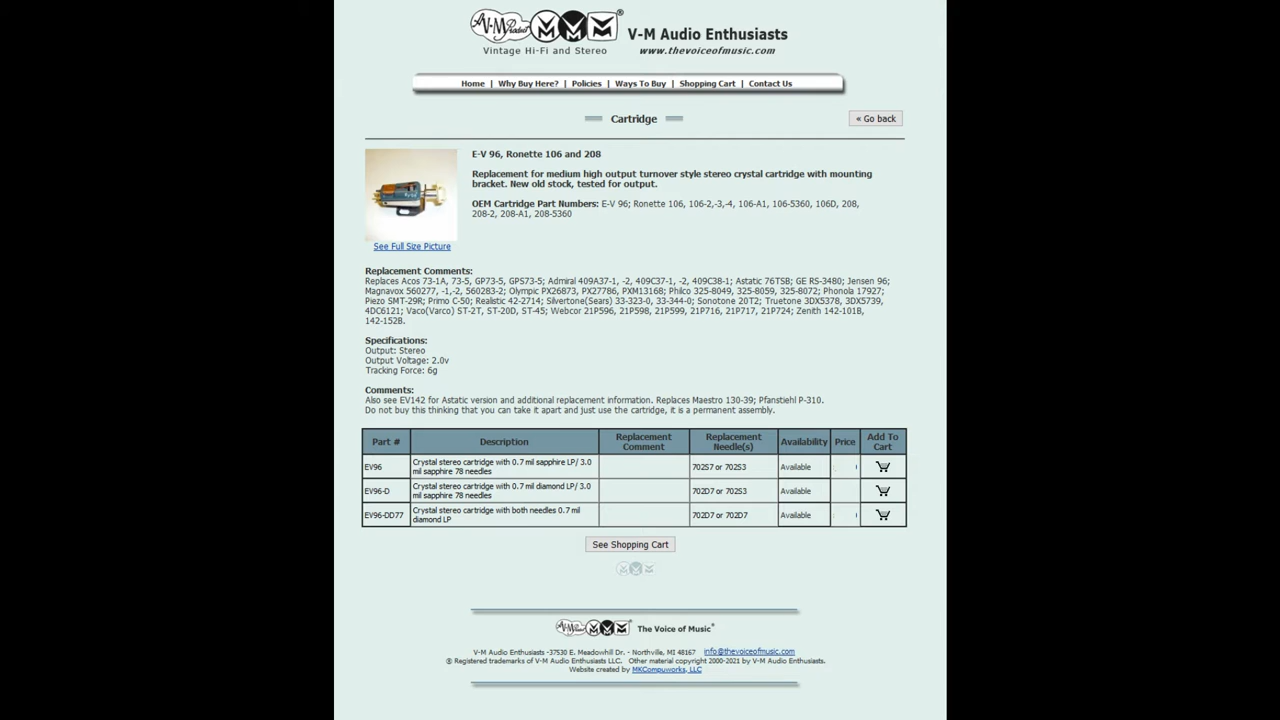 A V-M Product ®
V-M Audio Enthusiasts
Vintage Hi-Fi and Stereo
www.thevoiceofmusic.com
Home | Why Buy Here? | Policies | Ways To Buy | Shopping Cart | Contact Us
Cartridge
« Go back
E-V 96, Ronette 106 and 208
Replacement for medium high output turnover style stereo crystal cartridge with mounting
bracket. New old stock, tested for output.
OEM Cartridge Part Numbers: E-V 96; Ronette 106, 106-2,-3,-4, 106-A1, 106-5360, 106D, 208,
208-2, 208-A1, 208-5360
See Full Size Picture
Replacement Comments:
Replaces Acos 73-1A, 73-5, GP73-5, GPS73-5; Admiral 409A37-1, -2, 409C37-1, -2, 409C38-1; Astatic 76TSB; GE RS-3480; Jensen 96;
Magnavox 560277, -1,-2, 560283-2; Olympic PX26873, PX27786, PXM13168; Philco 325-8049, 325-8059, 325-8072; Phonola 17927;
Piezo SMT-29R; Primo C-50; Realistic 42-2714; Silvertone(Sears) 33-323-0, 33-344-0; Sonotone 20T2; Truetone 3DX5378, 3DX5739,
4DC6121; Vaco(Varco) ST-2T, ST-20D, ST-45; Webcor 21P596, 21P598, 21P599, 21P716, 21P717, 21P724; Zenith 142-101B,
142-152B.
Specifications:
Output: Stereo
Output Voltage: 2.0v
Tracking Force: 6g
Comments:
Also see EV142 for Astatic version and additional replacement information. Replaces Maestro 130-39; Pfanstiehl P-310.
Do not buy this thinking that you can take it apart and just use the cartridge, it is a permanent assembly.
Part # Description Replacement Comment Replacement Needle(s) Availability Price Add To Cart
EV96 Crystal stereo cartridge with 0.7 mil sapphire LP/ 3.0 702S7 or 702S3 Available
mil sapphire 78 needles
EV96-D Crystal stereo cartridge with 0.7 mil diamond LP/ 3.0 702D7 or 702S3 Available
mil sapphire 78 needles
EV96-DD77 Crystal stereo cartridge with both needles 0.7 mil 702D7 or 702D7 Available
diamond LP
See Shopping Cart
The Voice of Music®
V-M Audio Enthusiasts -37530 E. Meadowhill Dr. - Northville, MI 48167 info@thevoiceofmusic.com
® Registered trademarks of V-M Audio Enthusiasts LLC. Other material copyright 2000-2021 by V-M Audio Enthusiasts.
Website created by MKCompuworks, LLC